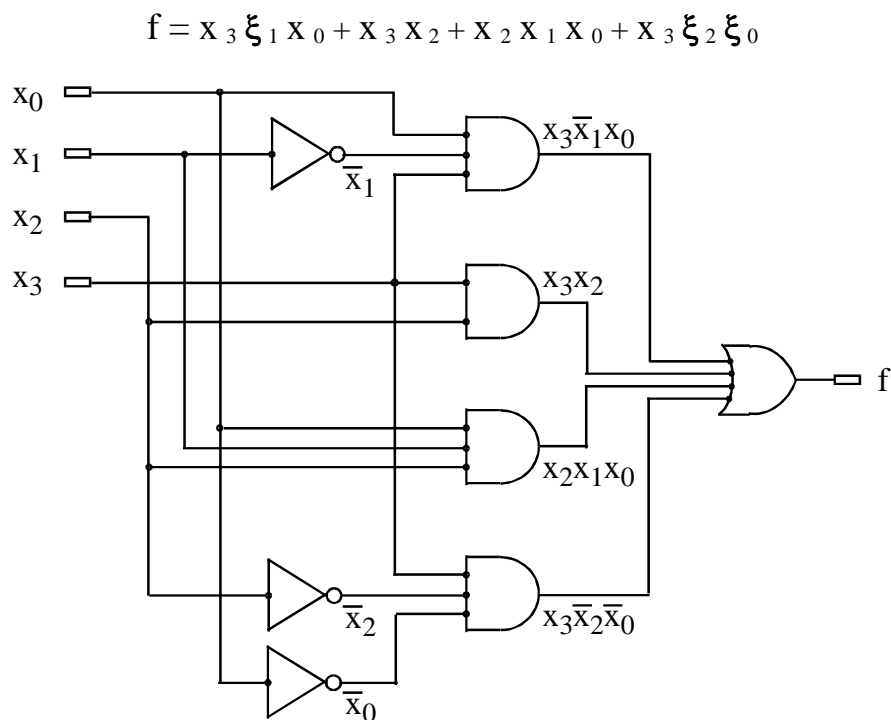 f = x₃ ξ₁ x₀ + x₃ x₂ + x₂ x₁ x₀ + x₃ ξ₂ ξ₀
x₀
x₃x̅₁x₀
x₁
x̅₁
x₂
x₃
x₃x₂
f
x₂x₁x₀
x̅₂
x₃x̅₂x̅₀
x̅₀